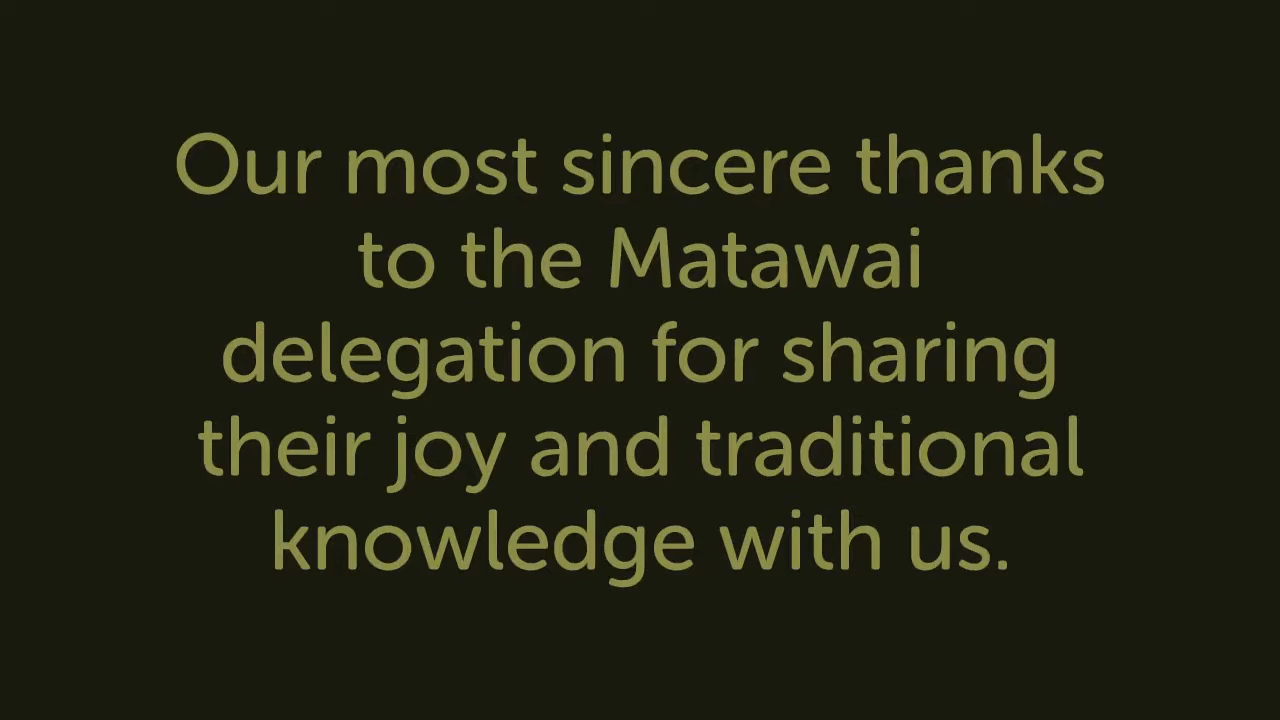 Our most sincere thanks
to the Matawai
delegation for sharing
their joy and traditional
knowledge with us.